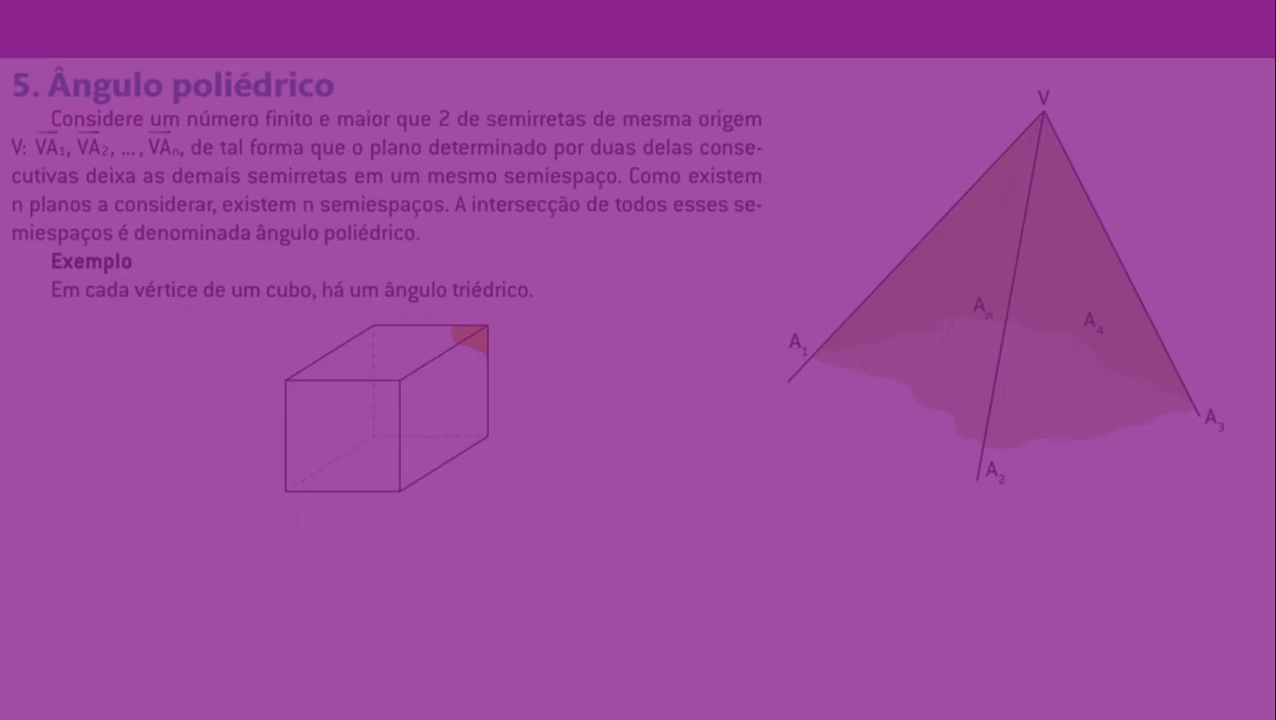 5. Ângulo poliédrico
Considere um número finito e maior que 2 de semirretas de mesma origem
V: VA₁, VA₂, ..., VAₙ, de tal forma que o plano determinado por duas delas conse-
cutivas deixa as demais semirretas em um mesmo semiespaço. Como existem
n planos a considerar, existem n semiespaços. A intersecção de todos esses se-
miespaços é denominada ângulo poliédrico.
Exemplo
Em cada vértice de um cubo, há um ângulo triédrico.
V
Aₙ
A₄
A₁
A₃
A₂